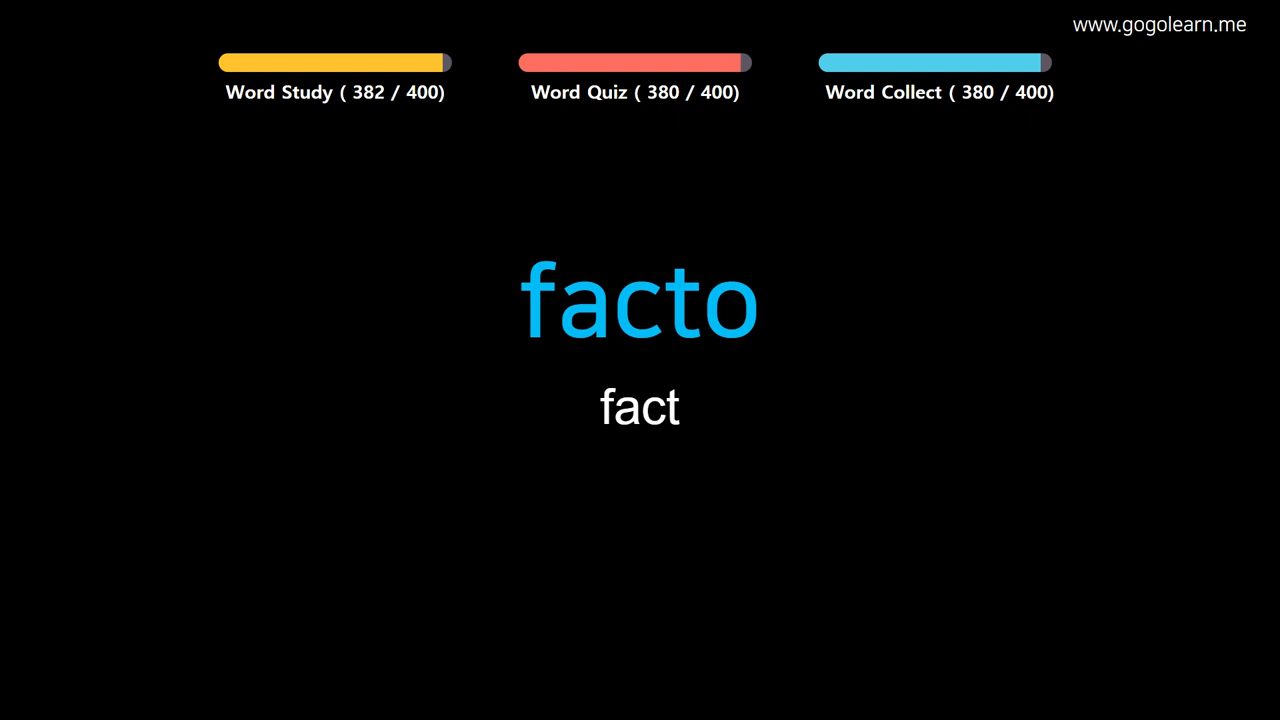 www.gogolearn.me
Word Study ( 382 / 400)
Word Quiz ( 380 / 400)
Word Collect ( 380 / 400)
facto
fact